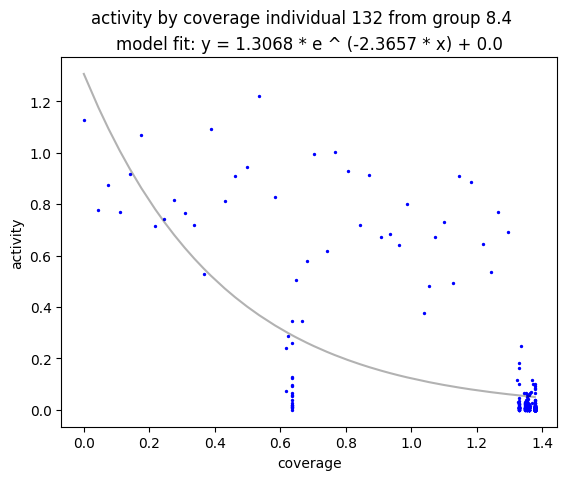 activity by coverage individual 132 from group 8.4
model fit: y = 1.3068 * e ^ (-2.3657 * x) + 0.0
1.2
1.0
0.8
0.6
0.4
0.2
0.0
activity
0.0 0.2 0.4 0.6 0.8 1.0 1.2 1.4
coverage